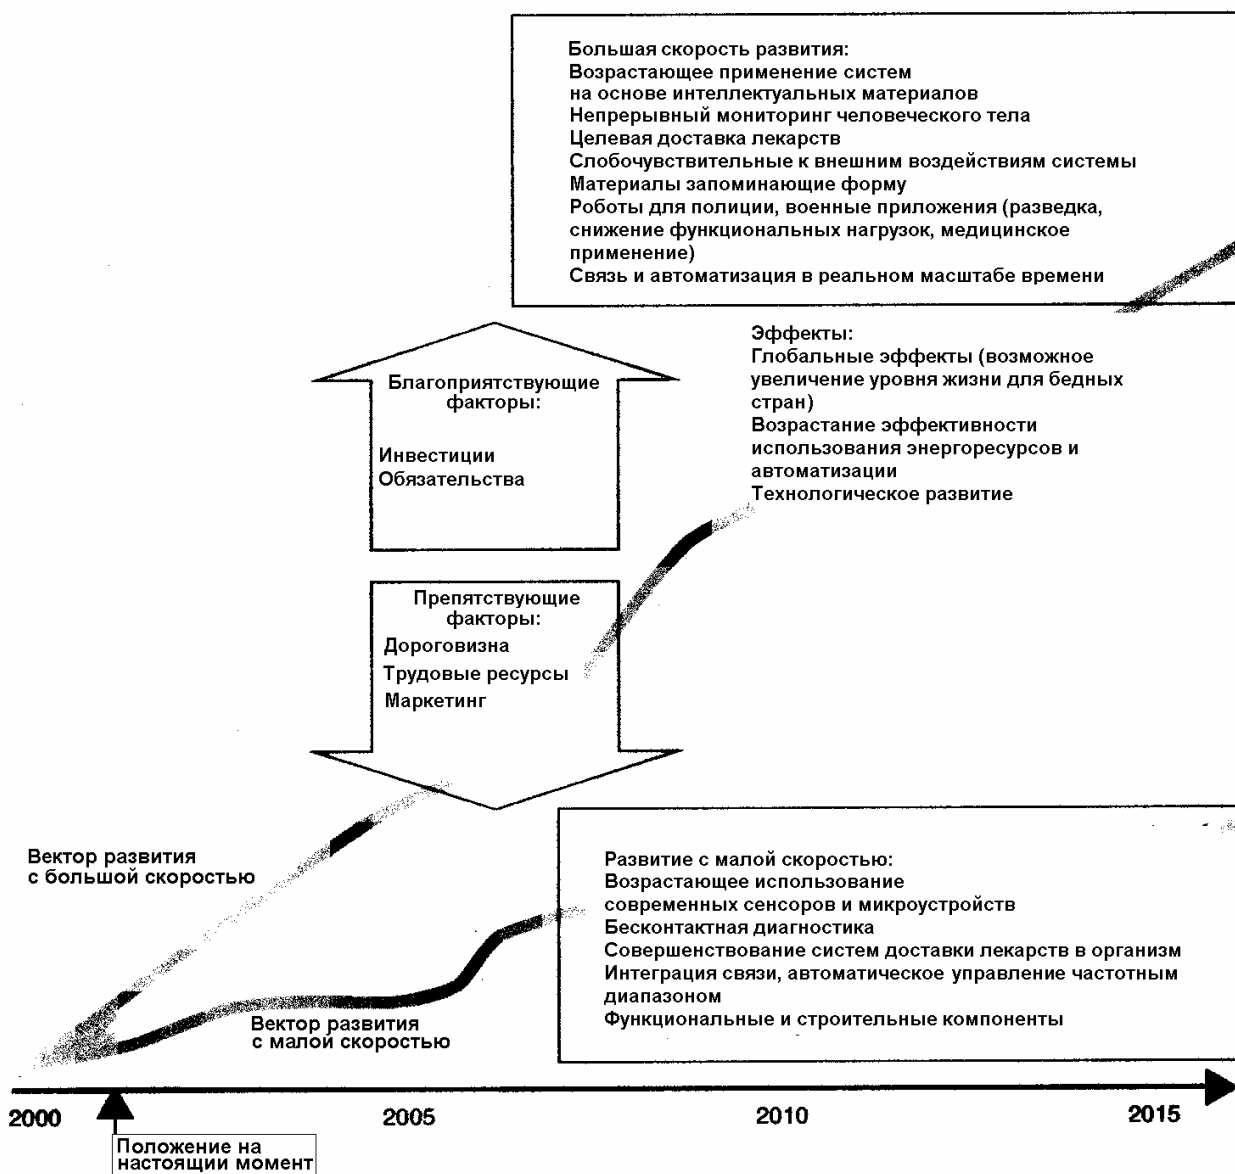 Большая скорость развития:
Возрастающее применение систем
на основе интеллектуальных материалов
Непрерывный мониторинг человеческого тела
Целевая доставка лекарств
Слобочувствительные к внешним воздействиям системы
Материалы запоминающие форму
Роботы для полиции, военные приложения (разведка,
снижение функциональных нагрузок, медицинское
применение)
Связь и автоматизация в реальном масштабе времени
Эффекты:
Глобальные эффекты (возможное
увеличение уровня жизни для бедных
стран)
Возрастание эффективности
использования энергоресурсов и
автоматизации
Технологическое развитие
Благоприятствующие
факторы:
Инвестиции
Обязательства
Препятствующие
факторы:
Дороговизна
Трудовые ресурсы
Маркетинг
Вектор развития
с большой скоростью
Развитие с малой скоростью:
Возрастающее использование
современных сенсоров и микроустройств
Бесконтактная диагностика
Совершенствование систем доставки лекарств в организм
Интеграция связи, автоматическое управление частотным
диапазоном
Функциональные и строительные компоненты
Вектор развития
с малой скоростью
2000
2005
2010
2015
Положение на
настоящии момент